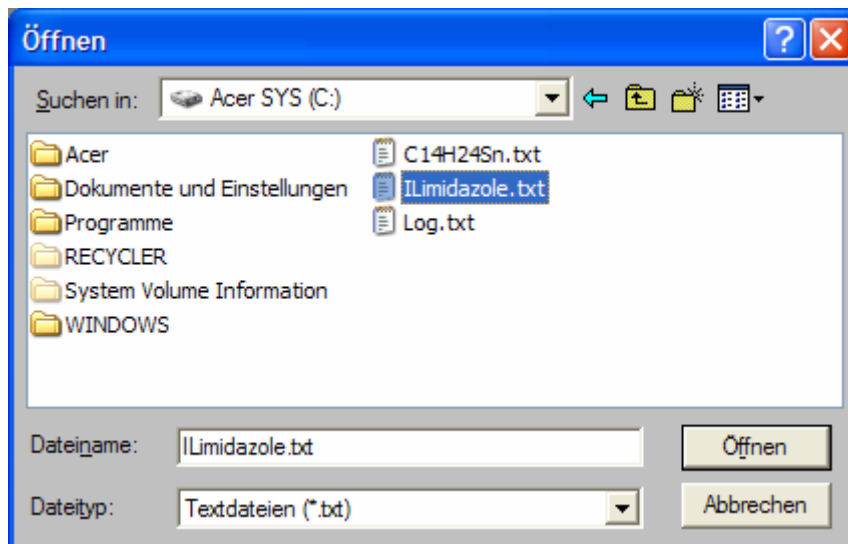 Öffnen
Suchen in: Acer SYS (C:)
Acer
Dokumente und Einstellungen
Programme
RECYCLER
System Volume Information
WINDOWS
C14H24Sn.txt
ILimidazole.txt
Log.txt
Dateiname: ILimidazole.txt Öffnen
Dateityp: Textdateien (*.txt) Abbrechen